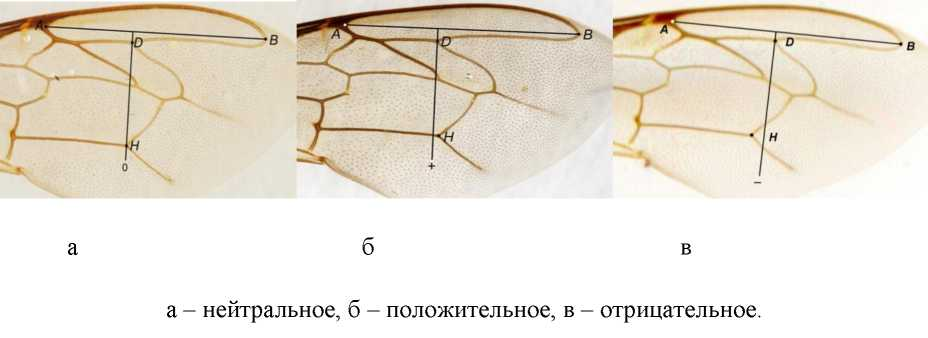 A D B H 0
A D B H +
A D B H –
а б в
а – нейтральное, б – положительное, в – отрицательное.